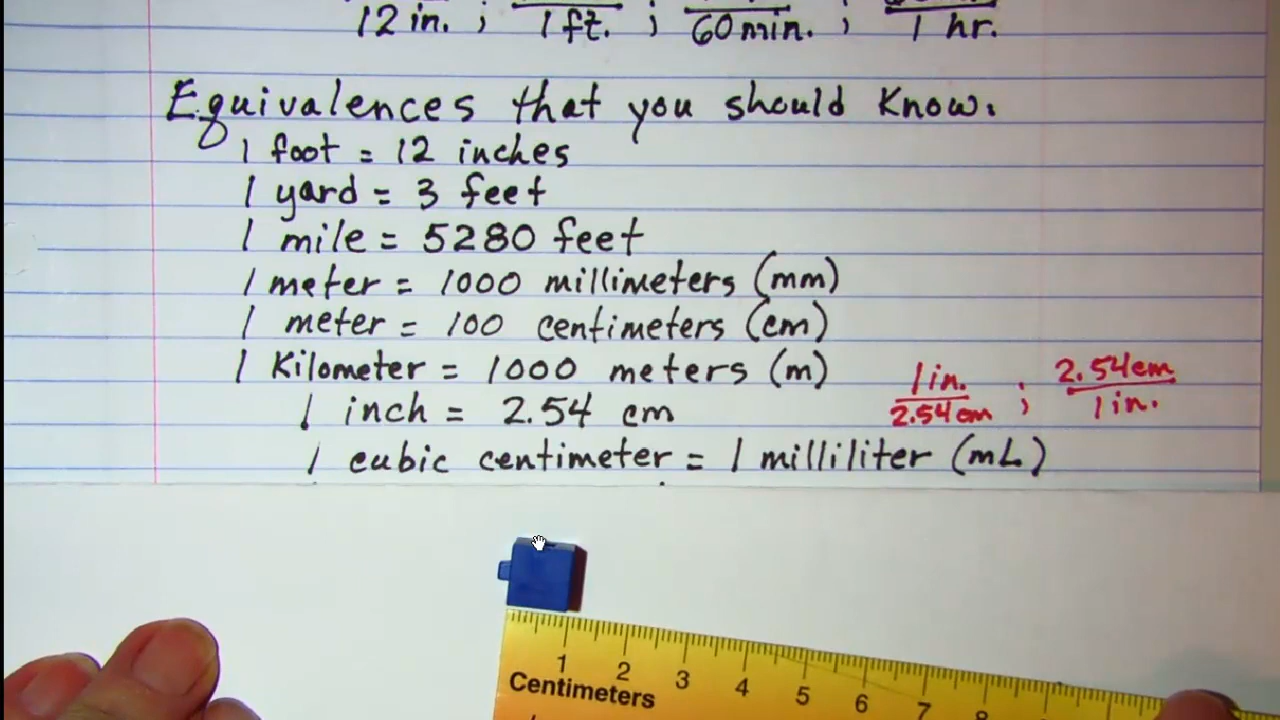 12 in. ; 1 ft. ; 60 min. ; 1 hr.
Equivalences that you should know.
1 foot = 12 inches
1 yard = 3 feet
1 mile = 5280 feet
1 meter = 1000 millimeters (mm)
1 meter = 100 centimeters (cm)
1 Kilometer = 1000 meters (m)
1 in. / 2.54 cm ; 2.54 cm / 1 in.
1 inch = 2.54 cm
1 cubic centimeter = 1 milliliter (mL)
1 2 3 4 5 6 7 8
Centimeters